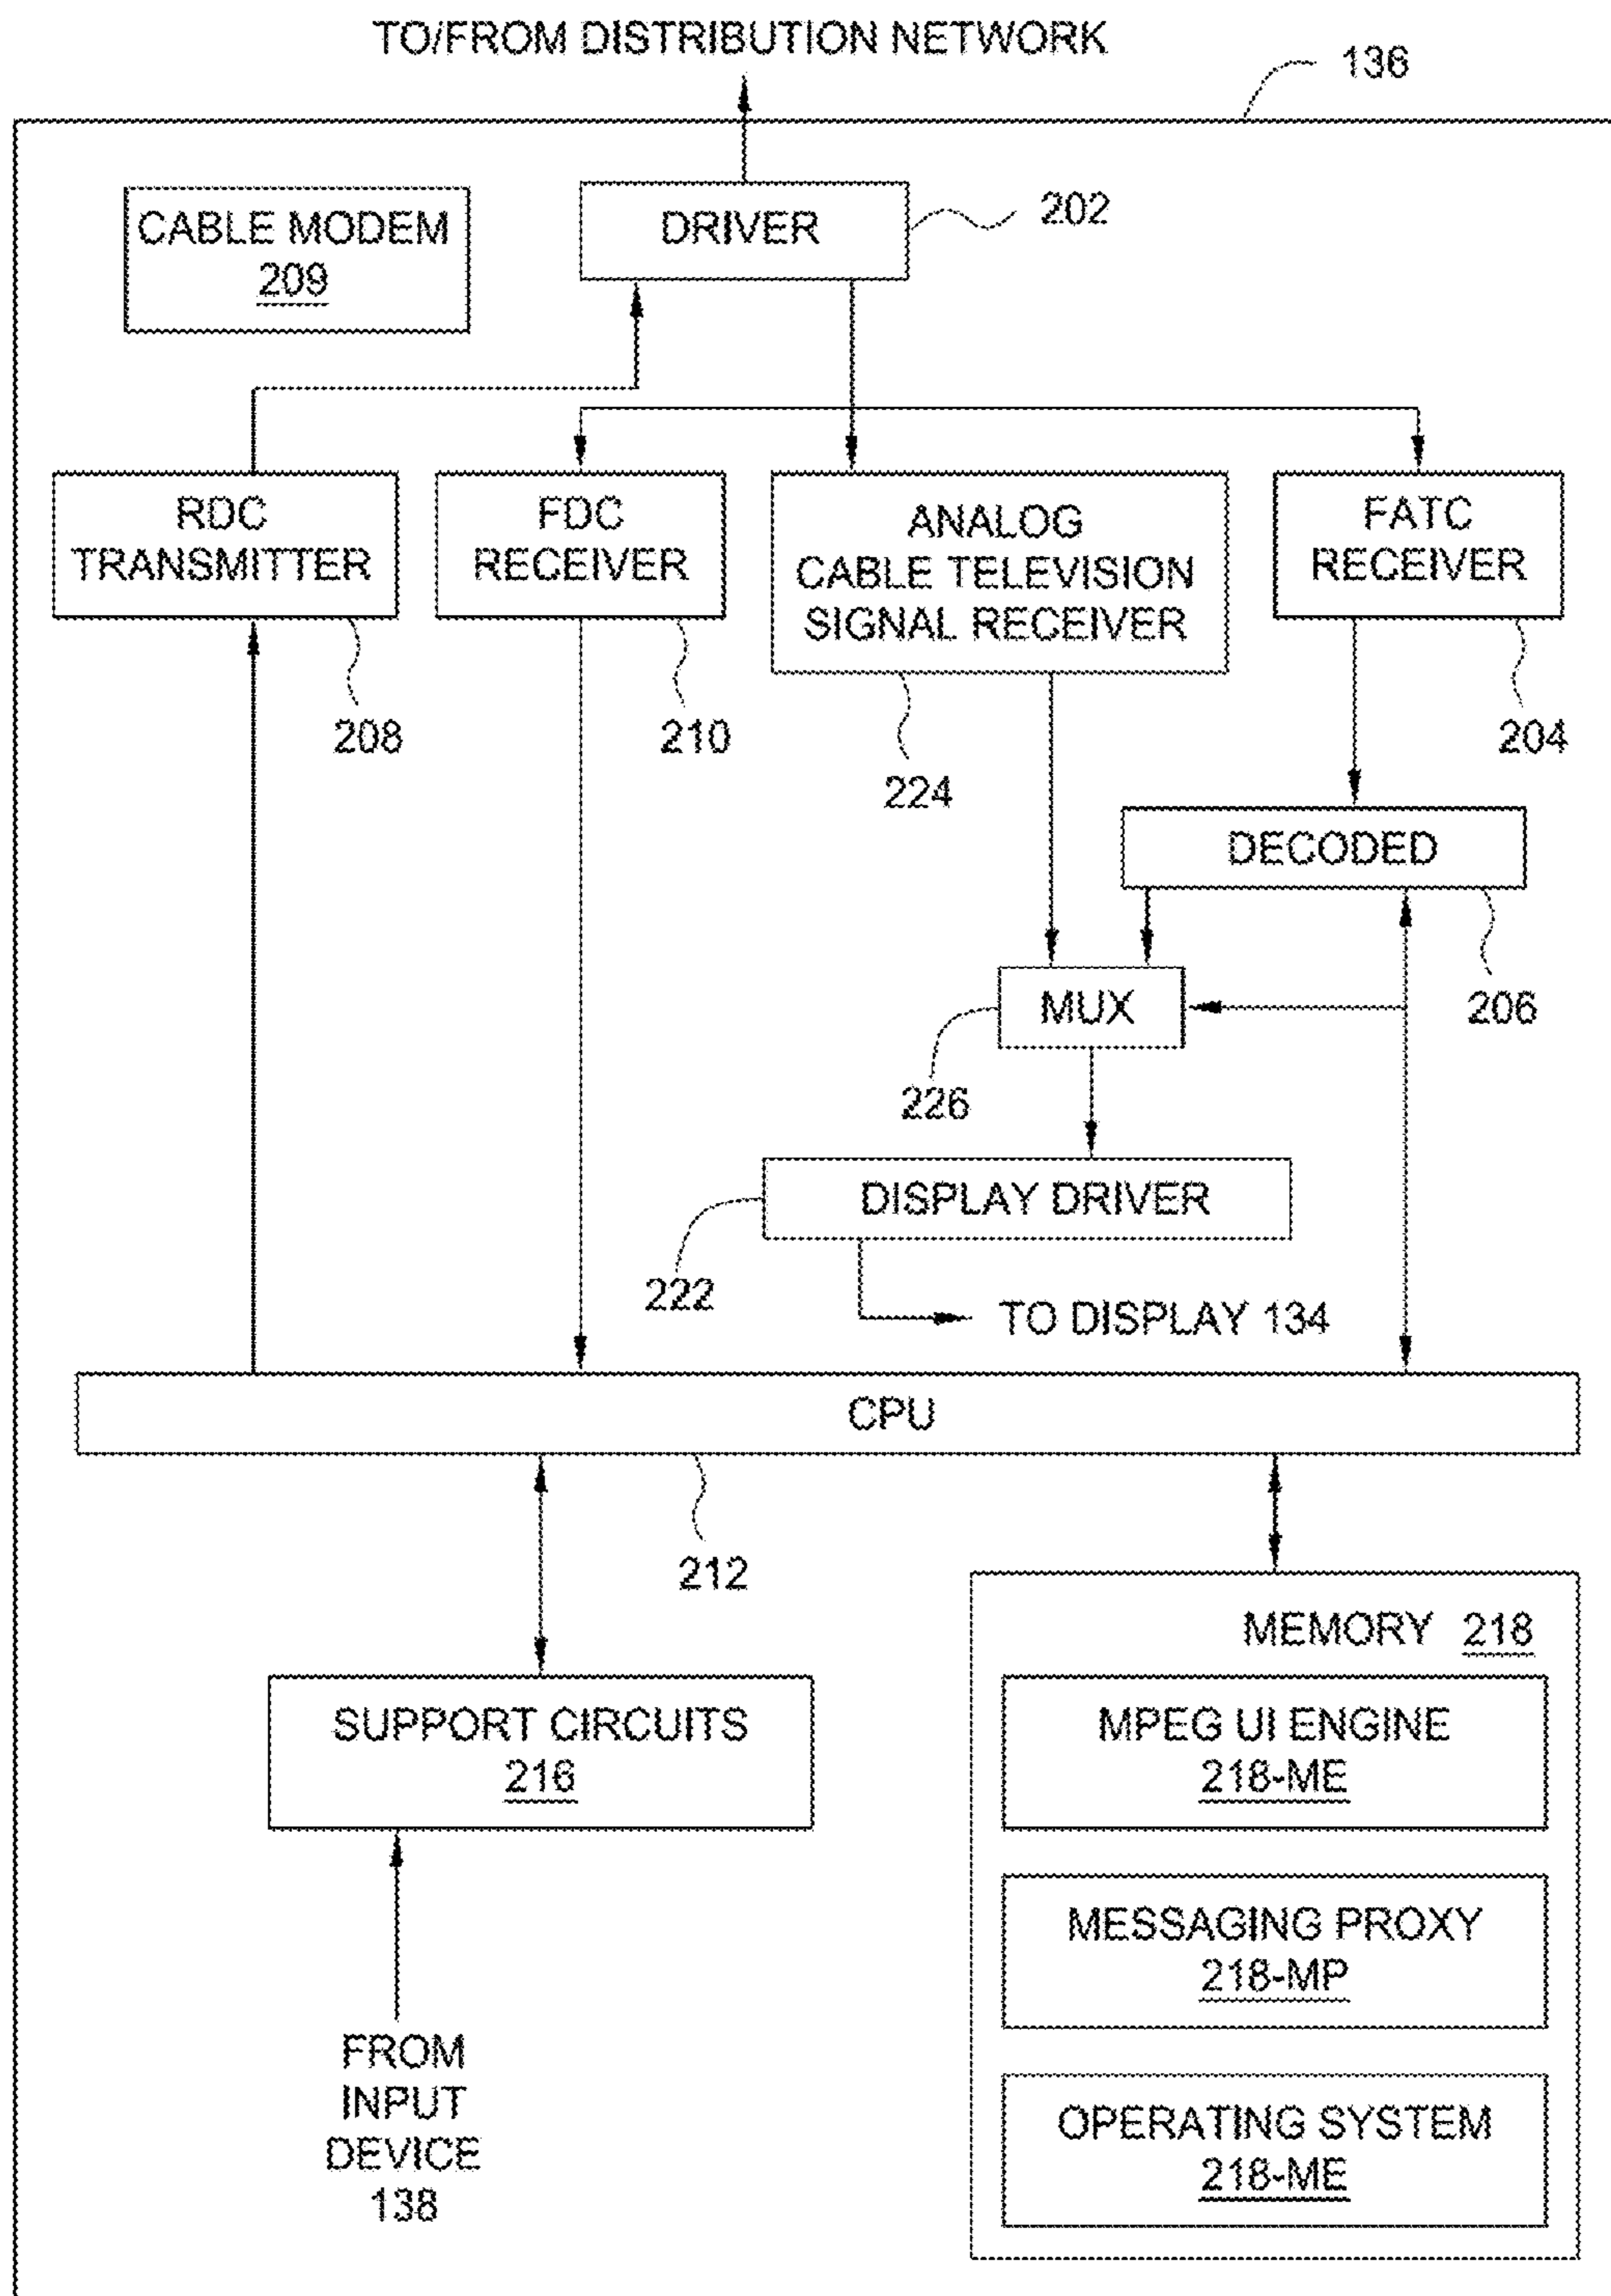 TO/FROM DISTRIBUTION NETWORK
136
CABLE MODEM
209
DRIVER
202
RDC
TRANSMITTER
208
FDC
RECEIVER
210
ANALOG
CABLE TELEVISION
SIGNAL RECEIVER
224
FATC
RECEIVER
204
DECODED
206
MUX
226
DISPLAY DRIVER
222
TO DISPLAY 134
CPU
212
SUPPORT CIRCUITS
216
FROM
INPUT
DEVICE
138
MEMORY 218
MPEG UI ENGINE
218-ME
MESSAGING PROXY
218-MP
OPERATING SYSTEM
218-ME